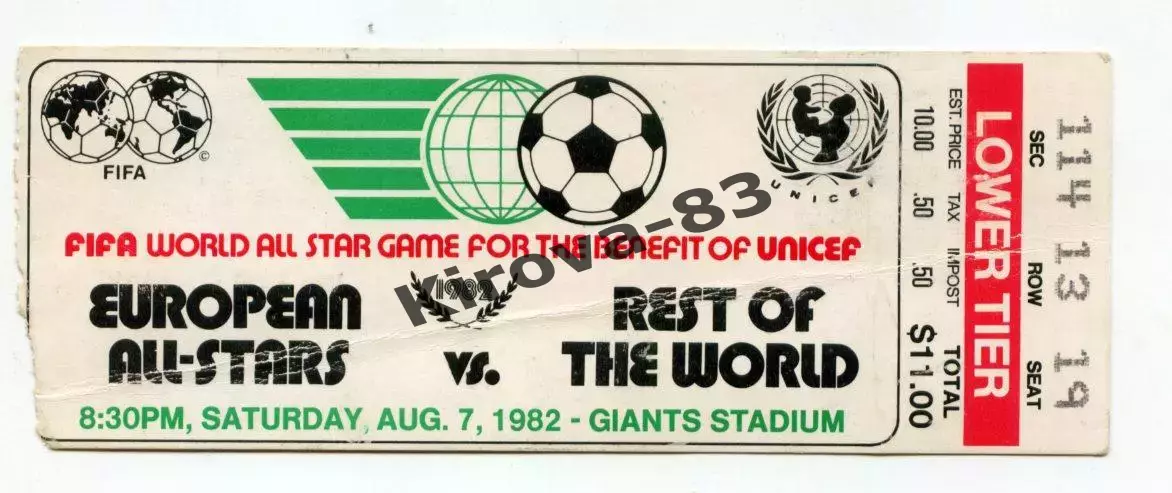 FIFA
©
UNICEF
FIFA WORLD ALL STAR GAME FOR THE BENEFIT OF UNICEF
1982
EUROPEAN
ALL-STARS
vs.
REST OF
THE WORLD
8:30PM, SATURDAY, AUG. 7, 1982 - GIANTS STADIUM
EST. PRICE TAX IMPOST TOTAL
10.00 .50 .50 $11.00
LOWER TIER
SEC ROW SEAT
114 13 19
Kirova-83